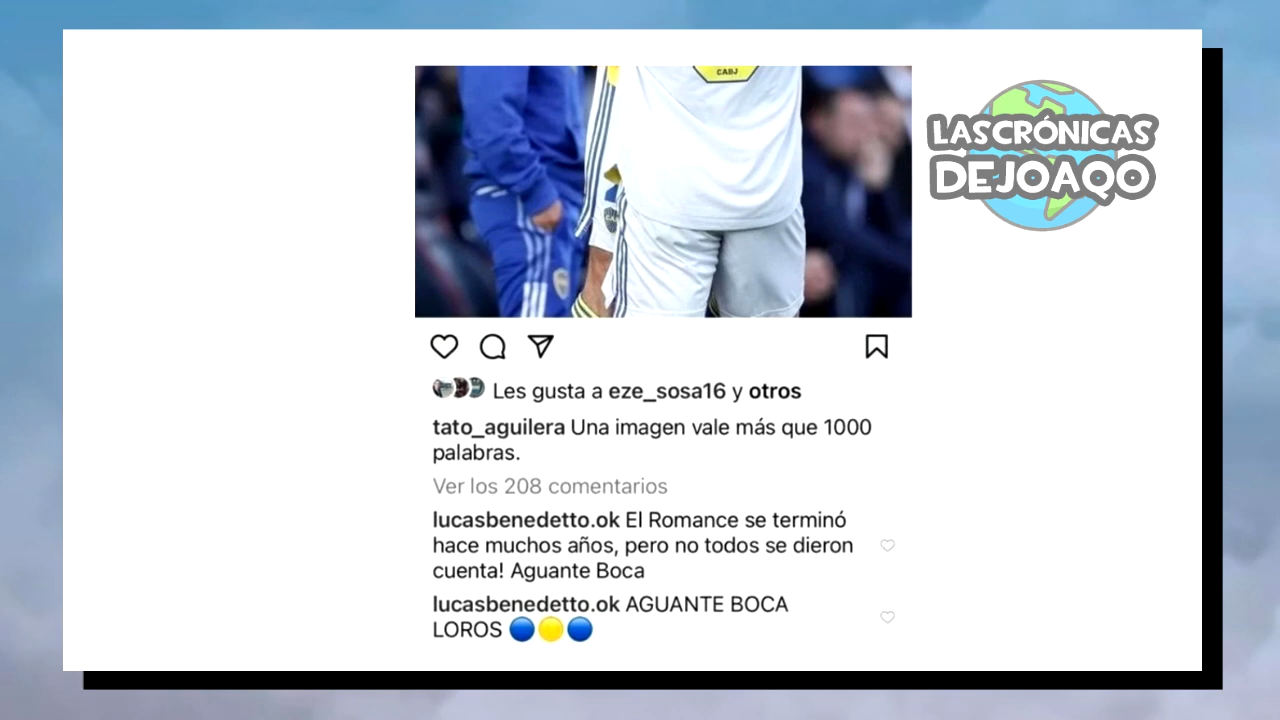 CABJ
LASCRÓNICAS
DEJOAQO
Les gusta a eze_sosa16 y otros
tato_aguilera Una imagen vale más que 1000
palabras.
Ver los 208 comentarios
lucasbenedetto.ok El Romance se terminó
hace muchos años, pero no todos se dieron
cuenta! Aguante Boca
lucasbenedetto.ok AGUANTE BOCA
LOROS 🔵🟡🔵